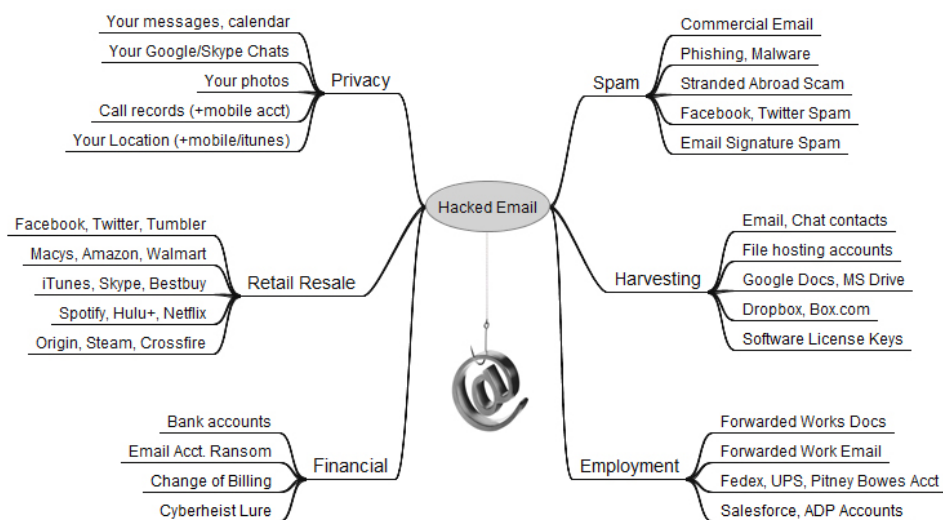 Your messages, calendar
Your Google/Skype Chats
Your photos
Call records (+mobile acct)
Your Location (+mobile/itunes)
Privacy
Commercial Email
Phishing, Malware
Stranded Abroad Scam
Facebook, Twitter Spam
Email Signature Spam
Spam
Hacked Email
Facebook, Twitter, Tumbler
Macys, Amazon, Walmart
iTunes, Skype, Bestbuy
Spotify, Hulu+, Netflix
Origin, Steam, Crossfire
Retail Resale
Email, Chat contacts
File hosting accounts
Google Docs, MS Drive
Dropbox, Box.com
Software License Keys
Harvesting
@
Bank accounts
Email Acct. Ransom
Change of Billing
Cyberheist Lure
Financial
Forwarded Works Docs
Forwarded Work Email
Fedex, UPS, Pitney Bowes Acct
Salesforce, ADP Accounts
Employment